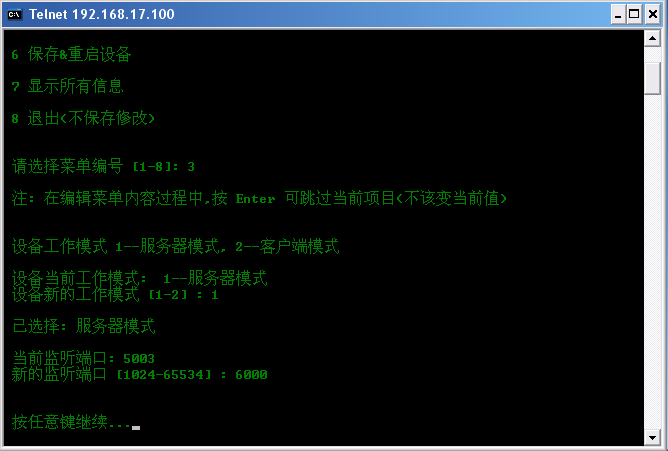 Telnet 192.168.17.100
6 保存&重启设备
7 显示所有信息
8 退出(不保存修改)
请选择菜单编号 [1-8]: 3
注: 在编辑菜单内容过程中,按 Enter 可跳过当前项目(不该变当前值)
设备工作模式 1--服务器模式, 2--客户端模式
设备当前工作模式: 1--服务器模式
设备新的工作模式 [1-2] : 1
已选择: 服务器模式
当前监听端口: 5003
新的监听端口 [1024-65534] : 6000
按任意键继续...